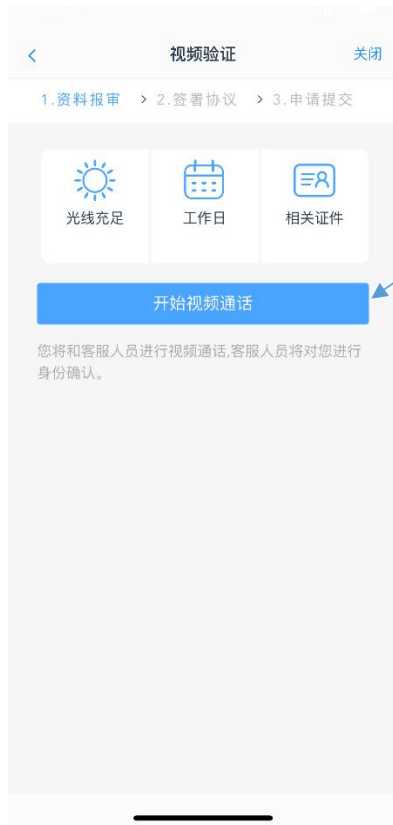 视频验证
关闭
1.资料报审 > 2.签署协议 > 3.申请提交
光线充足
工作日
相关证件
开始视频通话
您将和客服人员进行视频通话,客服人员将对您进行
身份确认。